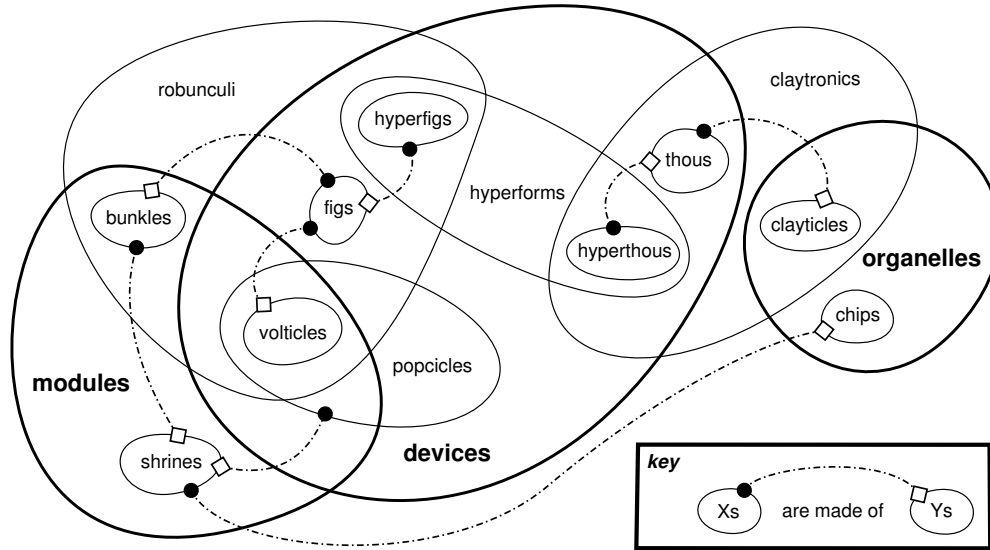 robunculi
claytronics
hyperfigs
thous
hyperforms
figs
bunkles
clayticles
hyperthous
organelles
chips
volticles
popcicles
modules
devices
shrines
key
Xs are made of Ys